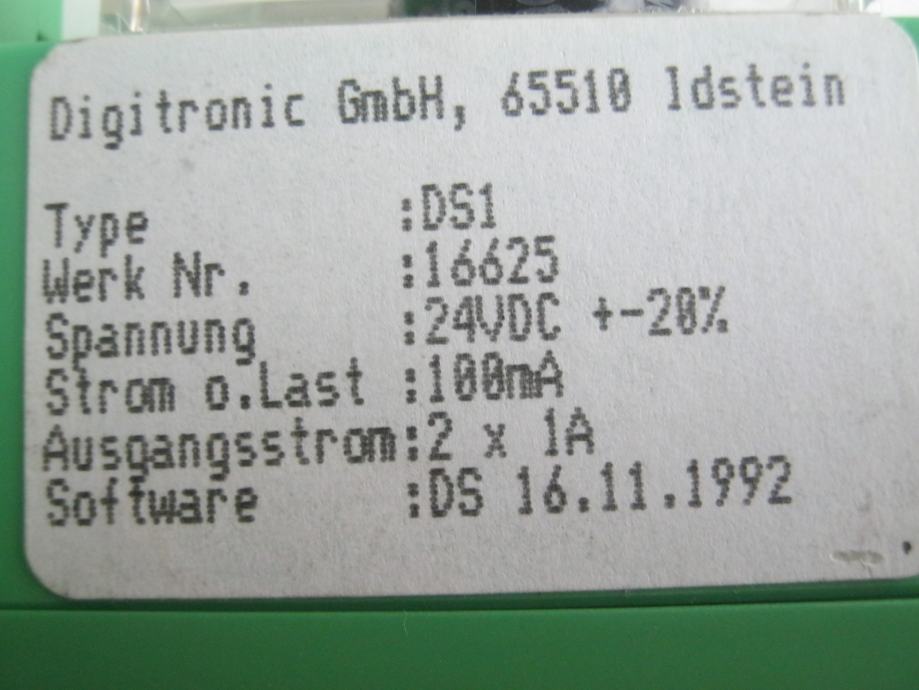 Digitronic GmbH, 65510 Idstein
Type :DS1
Werk Nr. :16625
Spannung :24VDC +-20%
Strom o.Last :100mA
Ausgangsstrom:2 x 1A
Software :DS 16.11.1992